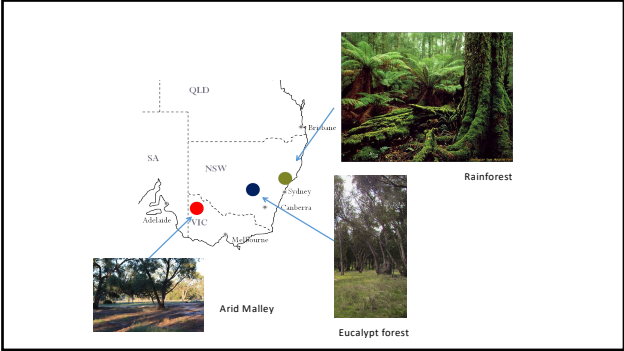 QLD
Brisbane
SA
NSW
Sydney
Canberra
Adelaide
VIC
Melbourne
Rainforest
Arid Malley
Eucalypt forest